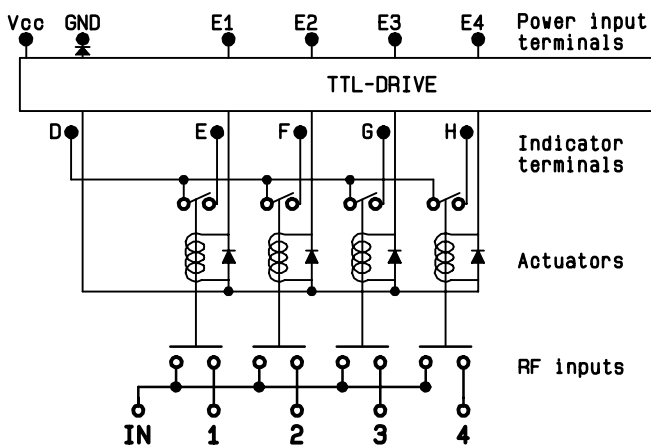 Vcc GND E1 E2 E3 E4 Power input
terminals
TTL-DRIVE
D E F G H Indicator
terminals
Actuators
RF inputs
IN 1 2 3 4